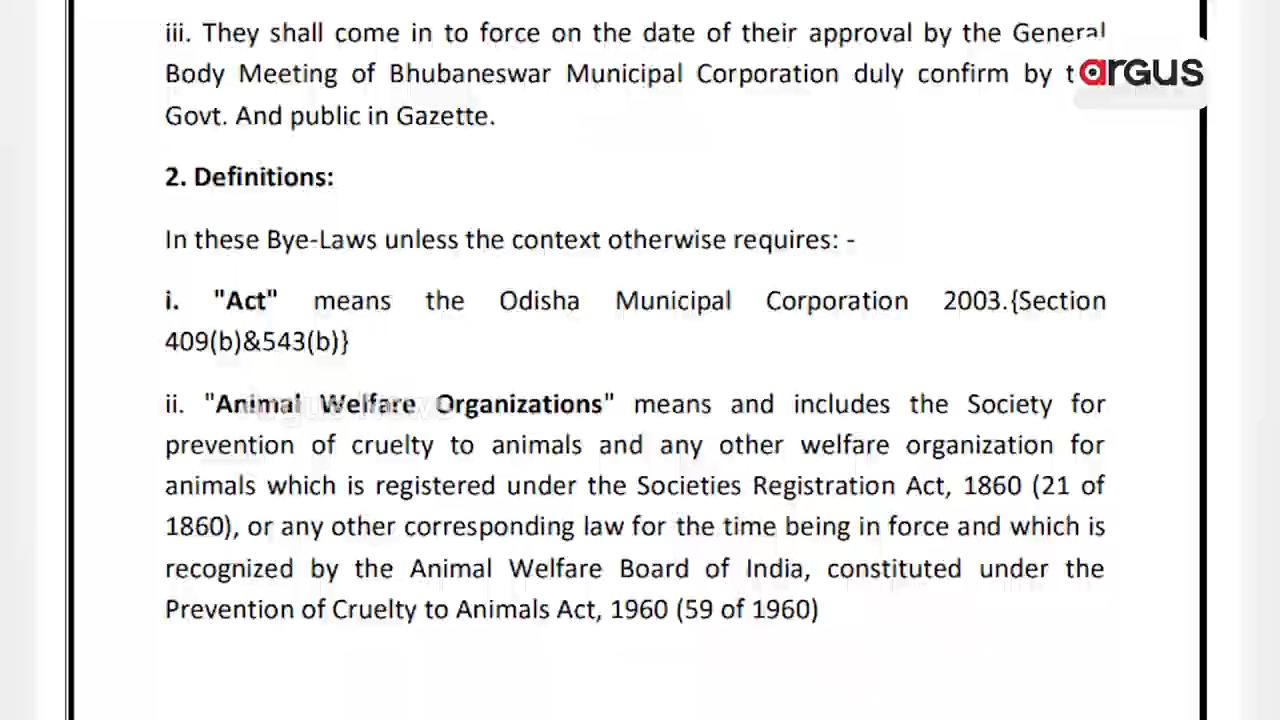 iii. They shall come in to force on the date of their approval by the General
Body Meeting of Bhubaneswar Municipal Corporation duly confirm by
argus
Govt. And public in Gazette.
2. Definitions:
In these Bye-Laws unless the context otherwise requires: -
i. "Act" means the Odisha Municipal Corporation 2003.{Section
409(b)&543(b)}
ii. "Animal Welfare Organizations" means and includes the Society for
prevention of cruelty to animals and any other welfare organization for
animals which is registered under the Societies Registration Act, 1860 (21 of
1860), or any other corresponding law for the time being in force and which is
recognized by the Animal Welfare Board of India, constituted under the
Prevention of Cruelty to Animals Act, 1960 (59 of 1960)